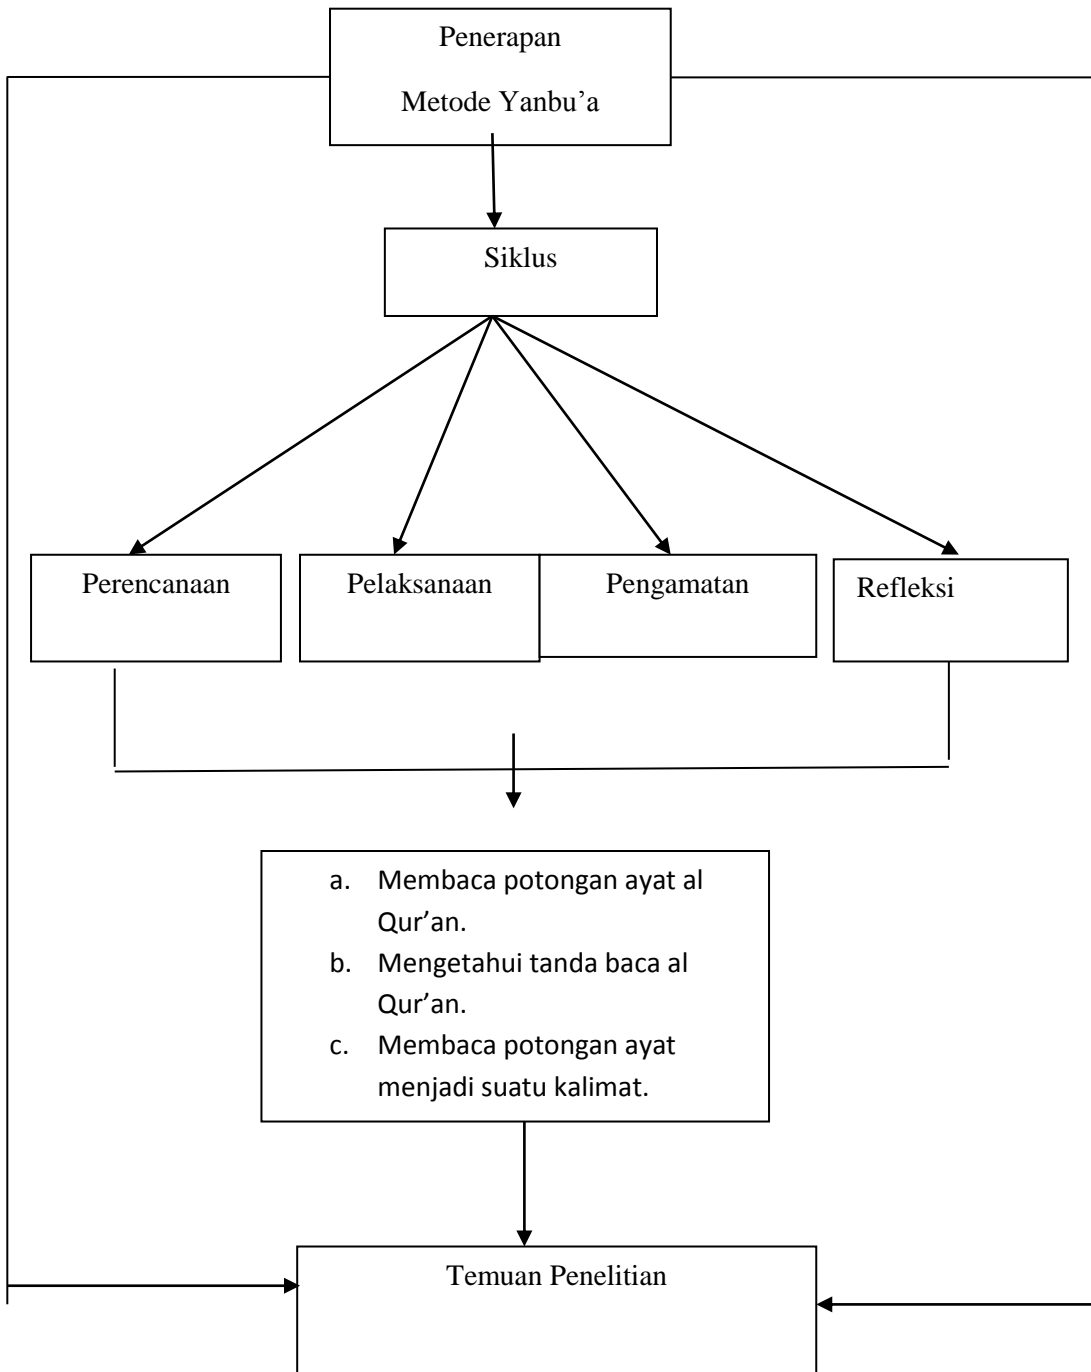 Penerapan
Metode Yanbu’a
Siklus
Perencanaan
Pelaksanaan
Pengamatan
Refleksi
a. Membaca potongan ayat al
Qur’an.
b. Mengetahui tanda baca al
Qur’an.
c. Membaca potongan ayat
menjadi suatu kalimat.
Temuan Penelitian